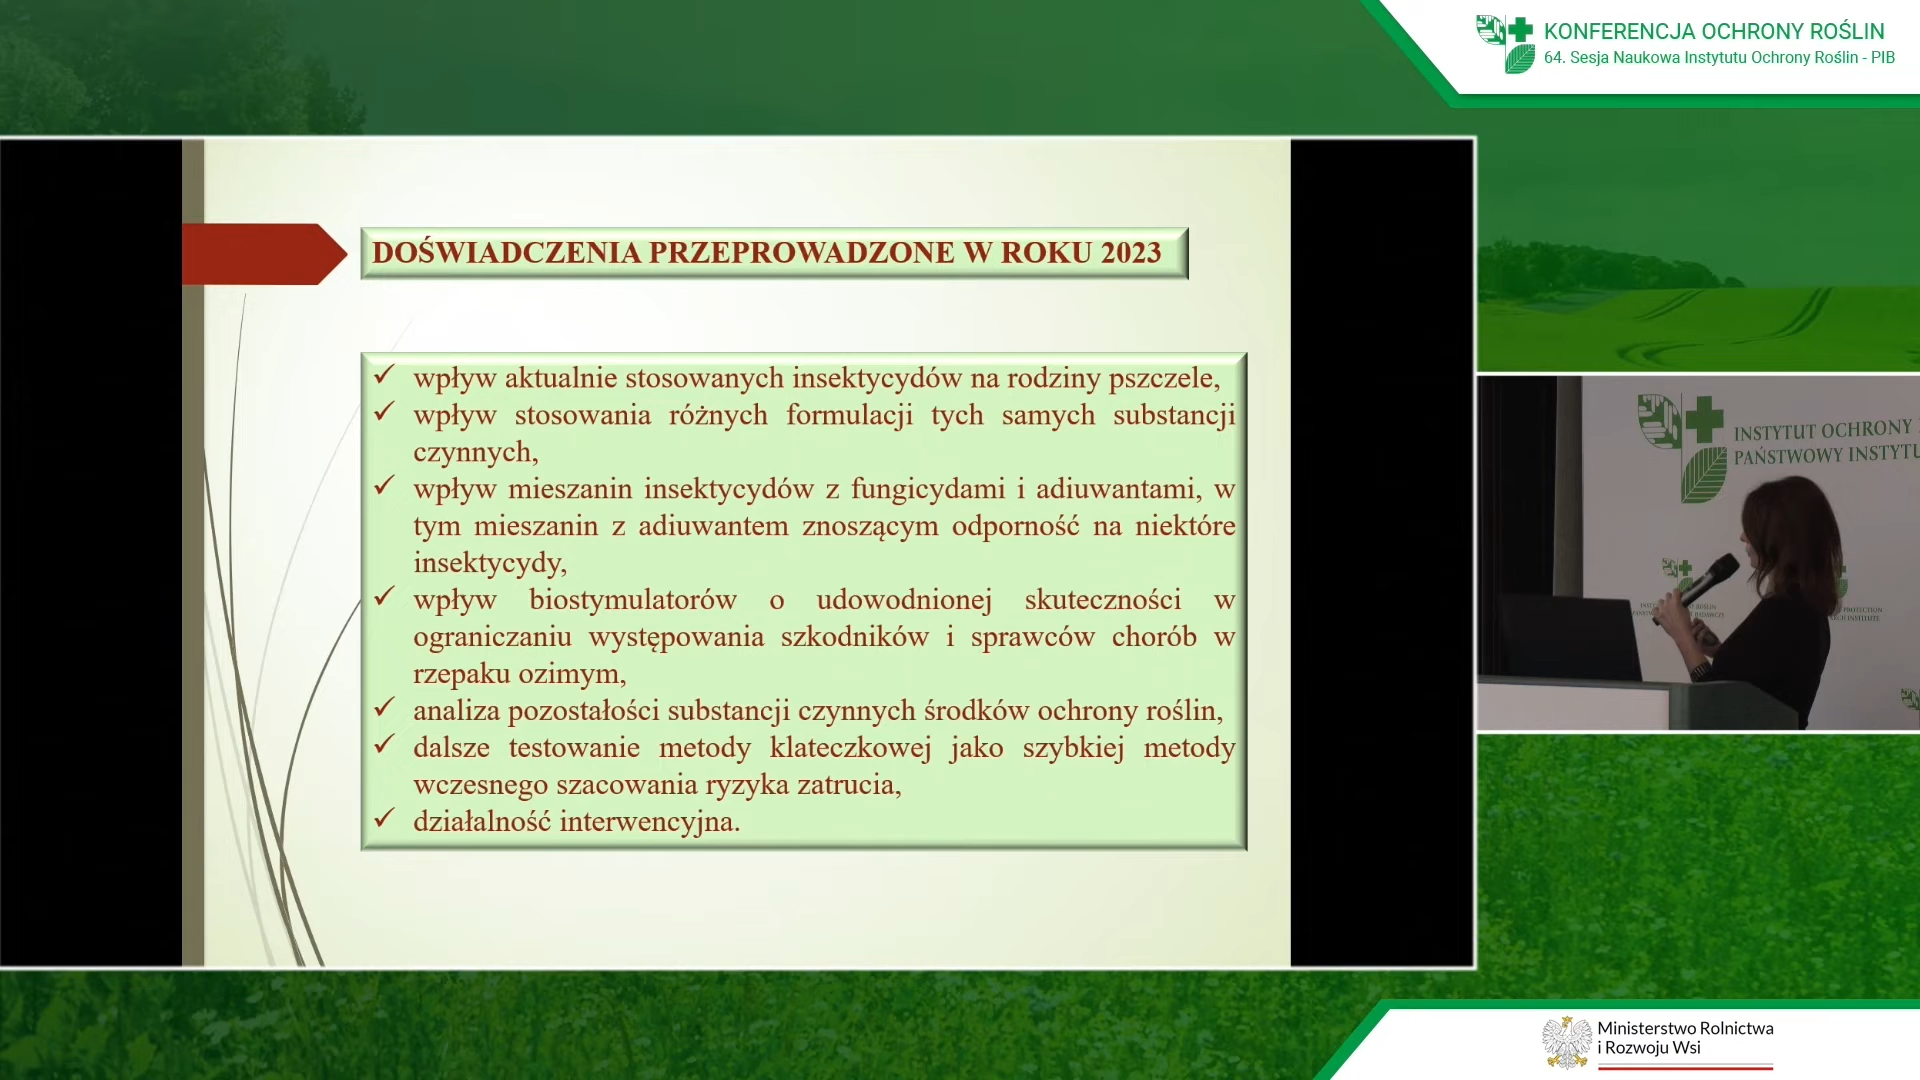 KONFERENCJA OCHRONY ROŚLIN
64. Sesja Naukowa Instytutu Ochrony Roślin - PIB
DOŚWIADCZENIA PRZEPROWADZONE W ROKU 2023
wpływ aktualnie stosowanych insektycydów na rodziny pszczele,
wpływ stosowania różnych formulacji tych samych substancji
czynnych,
wpływ mieszanin insektycydów z fungicydami i adiuwantami, w
tym mieszanin z adiuwantem znoszącym odporność na niektóre
insektycydy,
wpływ biostymulatorów o udowodnionej skuteczności w
ograniczaniu występowania szkodników i sprawców chorób w
rzepaku ozimym,
analiza pozostałości substancji czynnych środków ochrony roślin,
dalsze testowanie metody klateczkowej jako szybkiej metody
wczesnego szacowania ryzyka zatrucia,
działalność interwencyjna.
INSTYTUT OCHRONY
PAŃSTWOWY INSTYTU
Ministerstwo Rolnictwa
i Rozwoju Wsi